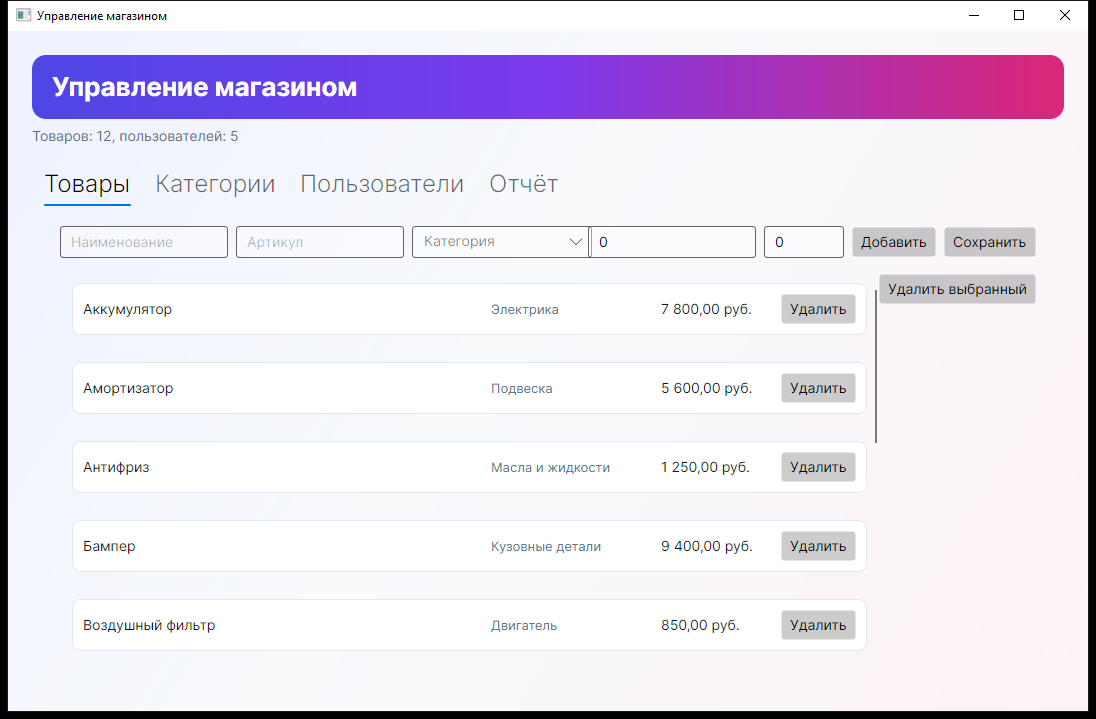 Управление магазином
Управление магазином
Товаров: 12, пользователей: 5
Товары Категории Пользователи Отчёт
Наименование Артикул Категория 0 0 Добавить Сохранить
Удалить выбранный
Аккумулятор Электрика 7 800,00 руб. Удалить
Амортизатор Подвеска 5 600,00 руб. Удалить
Антифриз Масла и жидкости 1 250,00 руб. Удалить
Бампер Кузовные детали 9 400,00 руб. Удалить
Воздушный фильтр Двигатель 850,00 руб. Удалить